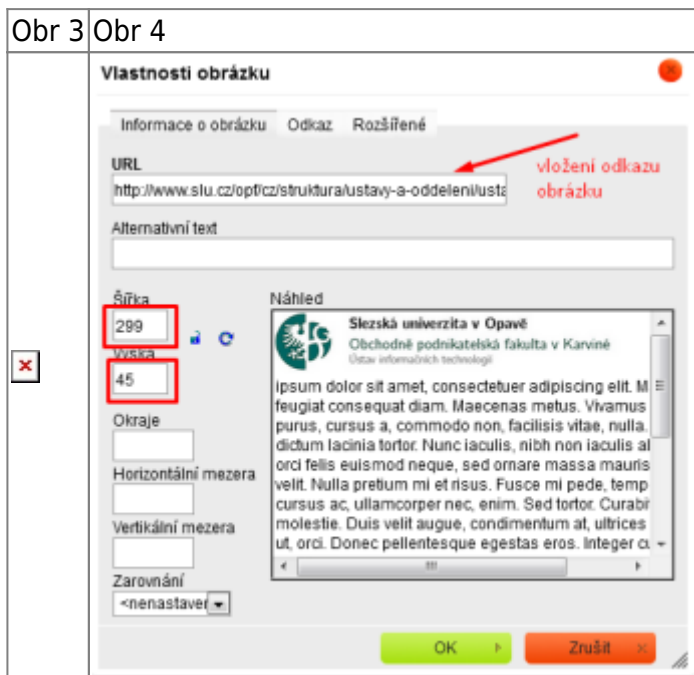 Obr 3 Obr 4
Vlastnosti obrázku
Informace o obrázku Odkaz Rozšířené
URL
vložení odkazu
http://www.slu.cz/opf/cz/struktura/ustavy-a-oddeleni/usta
obrázku
Alternativní text
Šířka
299
Výška
45
Okraje
Horizontální mezera
Vertikální mezera
Zarovnání
<nenastaven
Náhled
Slezská univerzita v Opavě
Obchodně podnikatelská fakulta v Karviné
Ústav informačních technologií
ipsum dolor sit amet, consectetuer adipiscing elit. M
feugiat consequat diam. Maecenas metus. Vivamus
purus, cursus a, commodo non, facilisis vitae, nulla.
dictum lacinia tortor. Nunc iaculis, nibh non iaculis al
orci felis euismod neque, sed ornare massa mauris
velit. Nulla pretium mi et risus. Fusce mi pede, temp
cursus ac, ullamcorper nec, enim. Sed tortor. Curabi
molestie. Duis velit augue, condimentum at, ultrices
ut, orci. Donec pellentesque egestas eros. Integer cu
OK
Zrušit